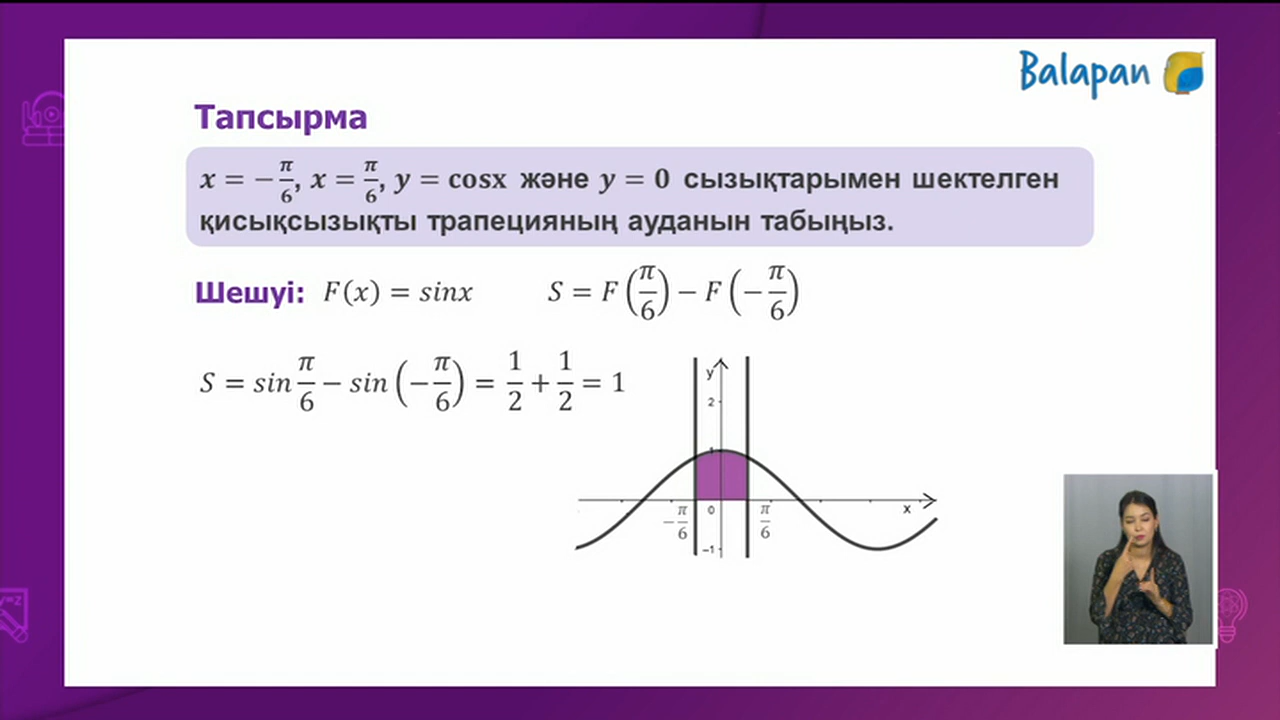 Balapan
Тапсырма
x = −π/6, x = π/6, y = cosx және y = 0 сызықтарымен шектелген
қисықсызықты трапецияның ауданын табыңыз.
Шешуі: F(x) = sinx S = F(π/6) − F(−π/6)
S = sin π/6 − sin(−π/6) = 1/2 + 1/2 = 1
y
2
1
−π/6 0 π/6 x
−1